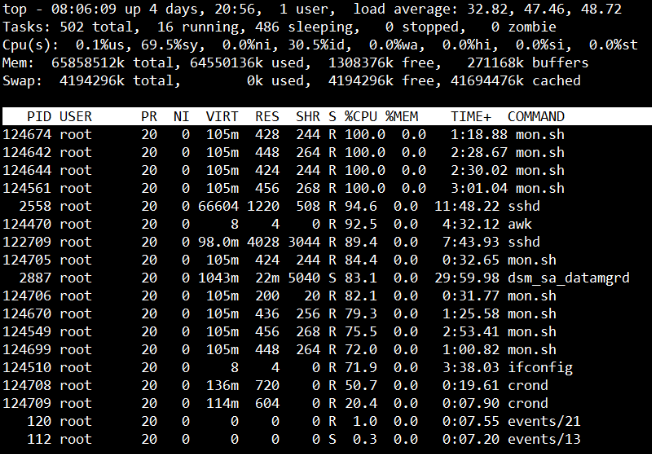 top - 08:06:09 up 4 days, 20:56,  1 user,  load average: 32.82, 47.46, 48.72
Tasks: 502 total,  16 running, 486 sleeping,   0 stopped,   0 zombie
Cpu(s):  0.1%us, 69.5%sy,  0.0%ni, 30.5%id,  0.0%wa,  0.0%hi,  0.0%si,  0.0%st
Mem:  65858512k total, 64550136k used,  1308376k free,   271168k buffers
Swap:  4194296k total,        0k used,  4194296k free, 41694476k cached
PID USER      PR  NI  VIRT  RES  SHR S %CPU %MEM    TIME+  COMMAND
124674 root      20   0  105m  428  244 R 100.0  0.0   1:18.88 mon.sh
124642 root      20   0  105m  448  264 R 100.0  0.0   2:28.67 mon.sh
124644 root      20   0  105m  424  244 R 100.0  0.0   2:30.02 mon.sh
124561 root      20   0  105m  456  268 R 100.0  0.0   3:01.04 mon.sh
2558 root      20   0 66604 1220  508 R 94.6  0.0  11:48.22 sshd
124470 root      20   0     8    4    0 R 92.5  0.0   4:32.12 awk
122709 root      20   0 98.0m 4028 3044 R 89.4  0.0   7:43.93 sshd
124705 root      20   0  105m  424  244 R 84.4  0.0   0:32.65 mon.sh
2887 root      20   0 1043m  22m 5040 S 83.1  0.0  29:59.98 dsm_sa_datamgrd
124706 root      20   0  105m  200   20 R 82.1  0.0   0:31.77 mon.sh
124670 root      20   0  105m  436  256 R 79.3  0.0   1:25.58 mon.sh
124549 root      20   0  105m  456  268 R 75.5  0.0   2:53.41 mon.sh
124699 root      20   0  105m  448  264 R 72.0  0.0   1:00.82 mon.sh
124510 root      20   0     8    4    0 R 71.9  0.0   3:38.03 ifconfig
124708 root      20   0  136m  720    0 R 50.7  0.0   0:19.61 crond
124709 root      20   0  114m  604    0 R 20.4  0.0   0:07.90 crond
120 root      20   0     0    0    0 R  1.0  0.0   0:07.55 events/21
112 root      20   0     0    0    0 S  0.3  0.0   0:07.20 events/13